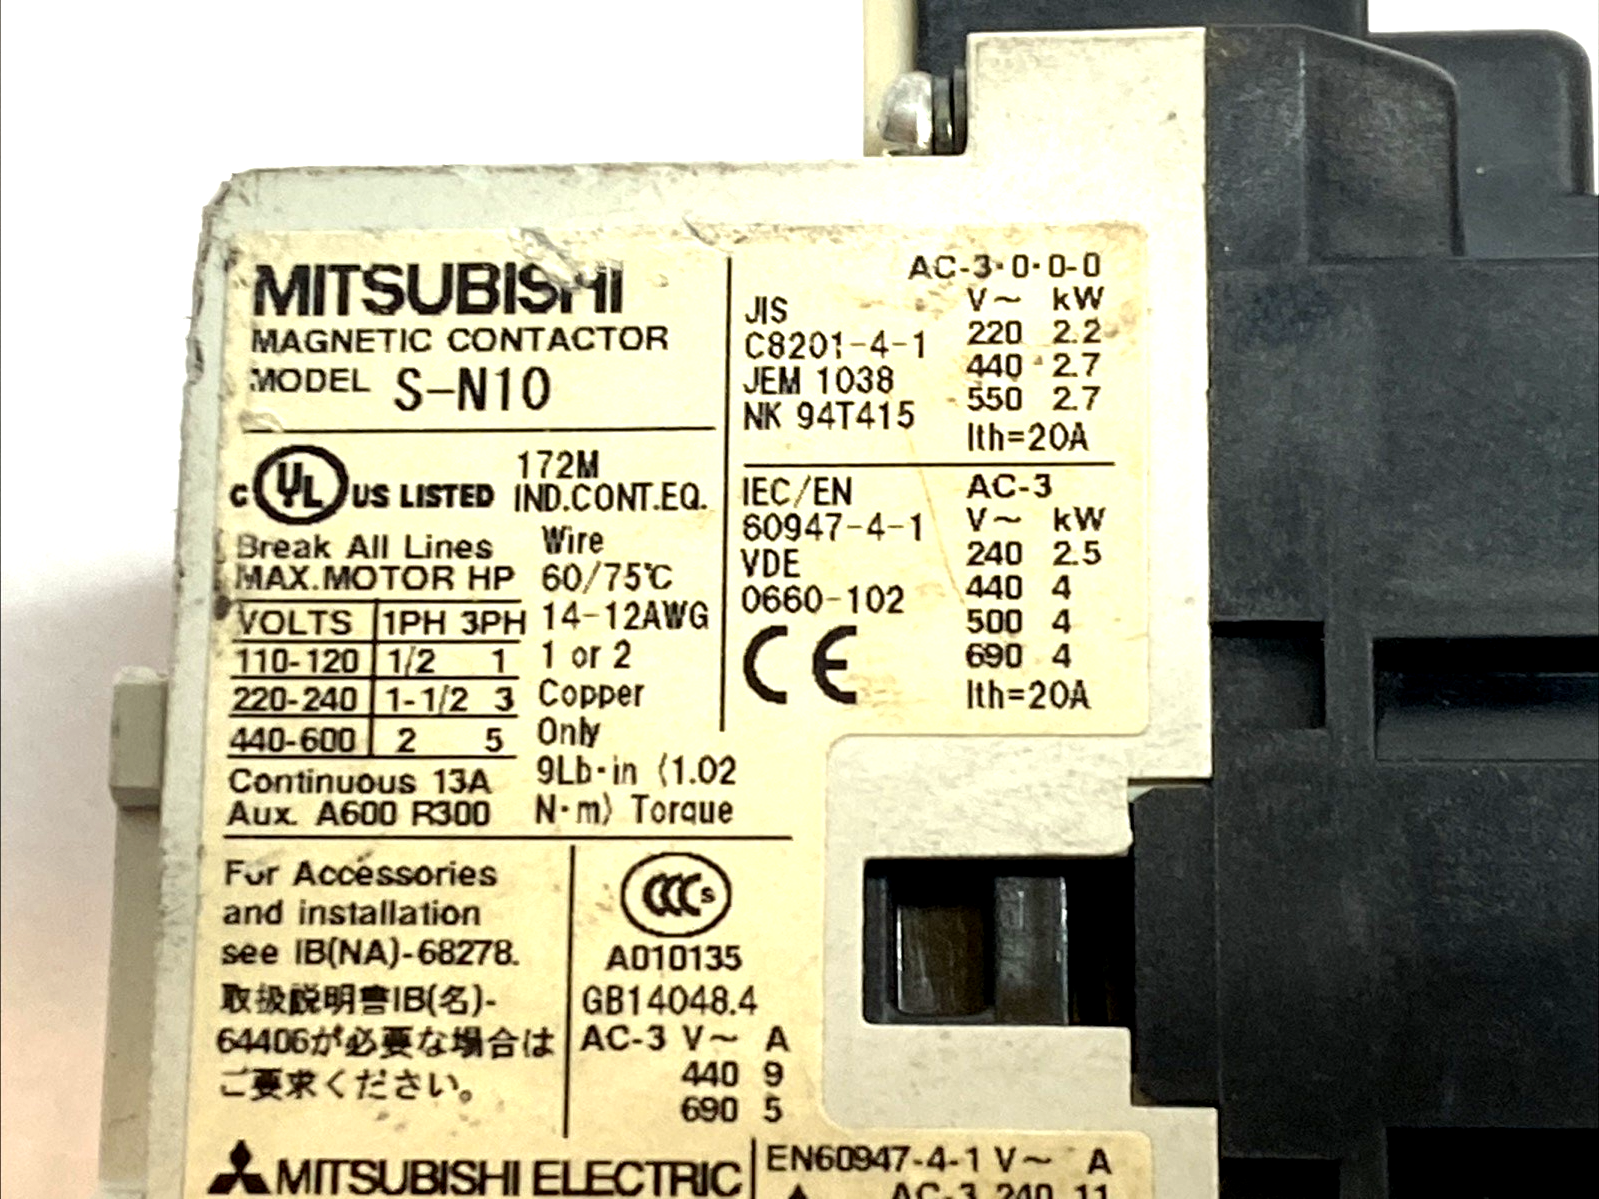 MITSUBISHI
MAGNETIC CONTACTOR
MODEL S-N10
C UL US LISTED 172M
IND.CONT.EQ.
Break All Lines
MAX.MOTOR HP
VOLTS 1PH 3PH
110-120 1/2 1
220-240 1-1/2 3
440-600 2 5
Continuous 13A
Aux. A600 R300
Wire
60/75℃
14-12AWG
1 or 2
Copper
Only
9Lb·in (1.02
N·m) Torque
JIS
C8201-4-1
JEM 1038
NK 94T415
AC-3·0·0-0
V~ kW
220 2.2
440 2.7
550 2.7
Ith=20A
IEC/EN
60947-4-1
VDE
0660-102
CE
AC-3
V~ kW
240 2.5
440 4
500 4
690 4
Ith=20A
For Accessories
and installation
see IB(NA)-68278.
取扱説明書IB(名)-
64406が必要な場合は
ご要求ください。
CCC S
A010135
GB14048.4
AC-3 V~ A
440 9
690 5
MITSUBISHI ELECTRIC
EN60947-4-1 V~ A
AC-3 240 11